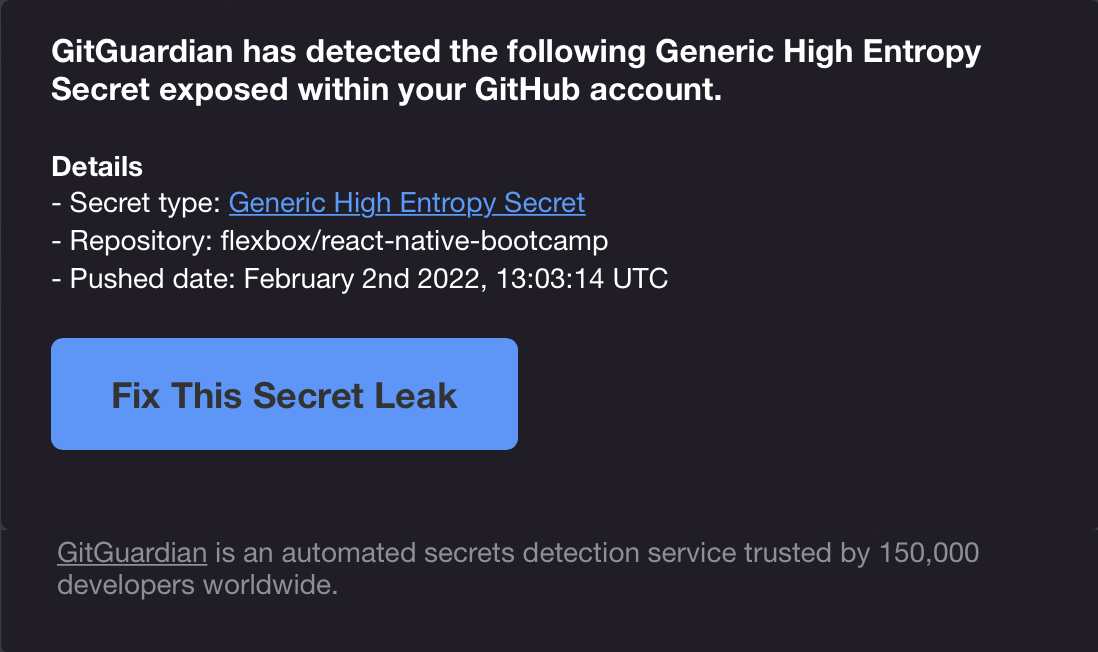 GitGuardian has detected the following Generic High Entropy
Secret exposed within your GitHub account.
Details
- Secret type: Generic High Entropy Secret
- Repository: flexbox/react-native-bootcamp
- Pushed date: February 2nd 2022, 13:03:14 UTC
Fix This Secret Leak
GitGuardian is an automated secrets detection service trusted by 150,000
developers worldwide.